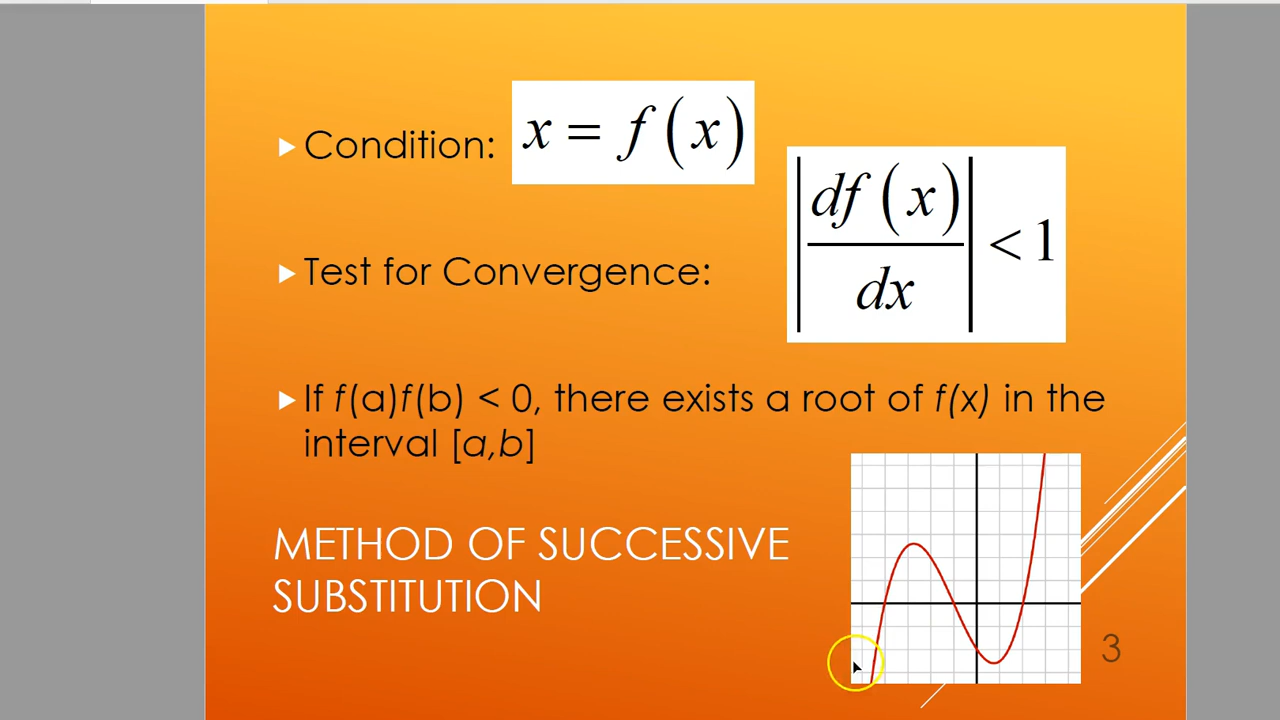 Condition: x = f(x)
Test for Convergence: |df(x)/dx| < 1
If f(a)f(b) < 0, there exists a root of f(x) in the
interval [a,b]
METHOD OF SUCCESSIVE
SUBSTITUTION
3